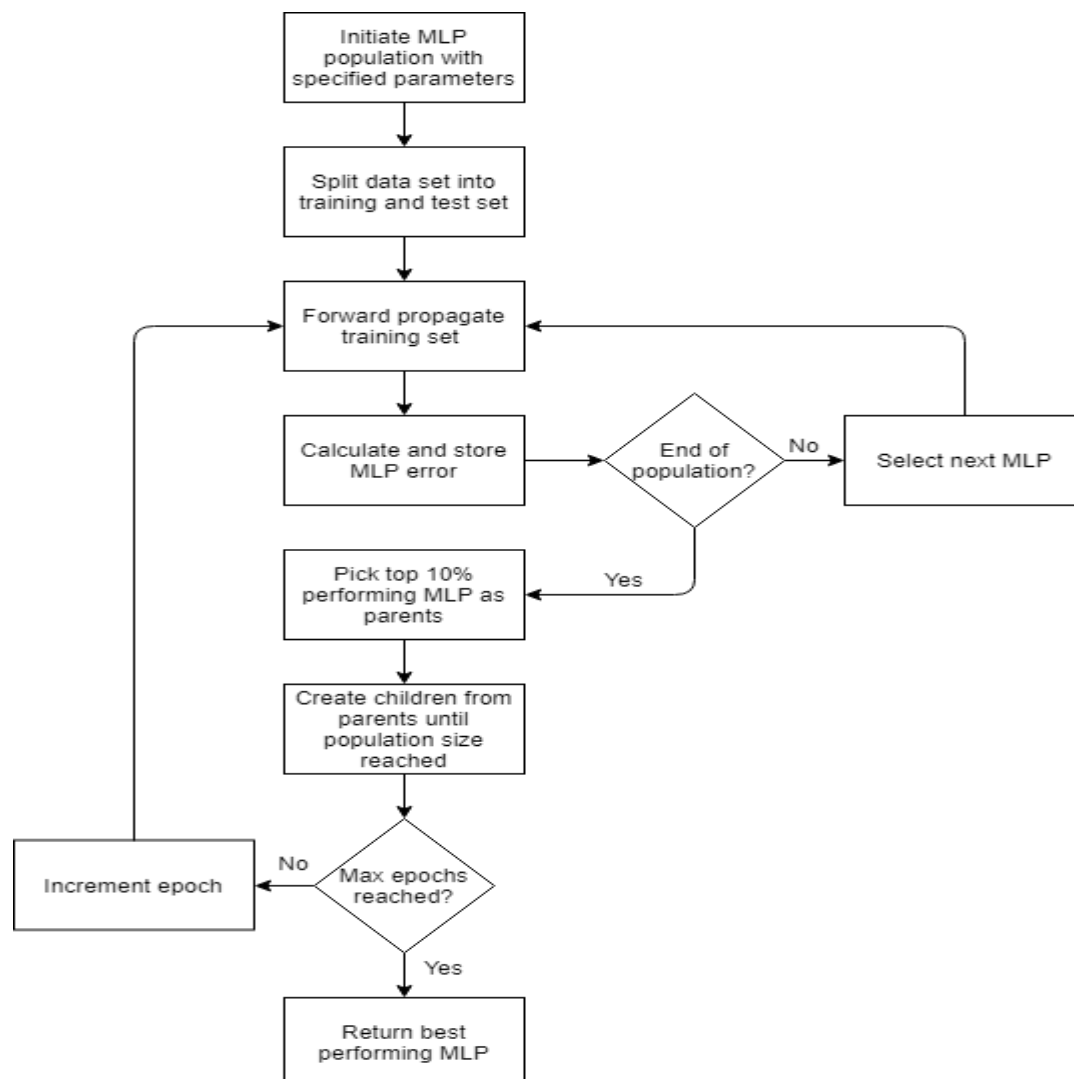 Initiate MLP
population with
specified parameters
Split data set into
training and test set
Forward propagate
training set
Calculate and store
MLP error
End of
population?
No
Select next MLP
Yes
Pick top 10%
performing MLP as
parents
Create children from
parents until
population size
reached
Max epochs
reached?
No
Increment epoch
Yes
Return best
performing MLP